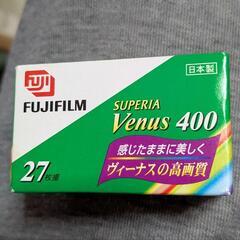 FUJI
FUJIFILM
日本製
SUPERIA
Venus 400
感じたままに美しく
ヴィーナスの高画質
27枚撮